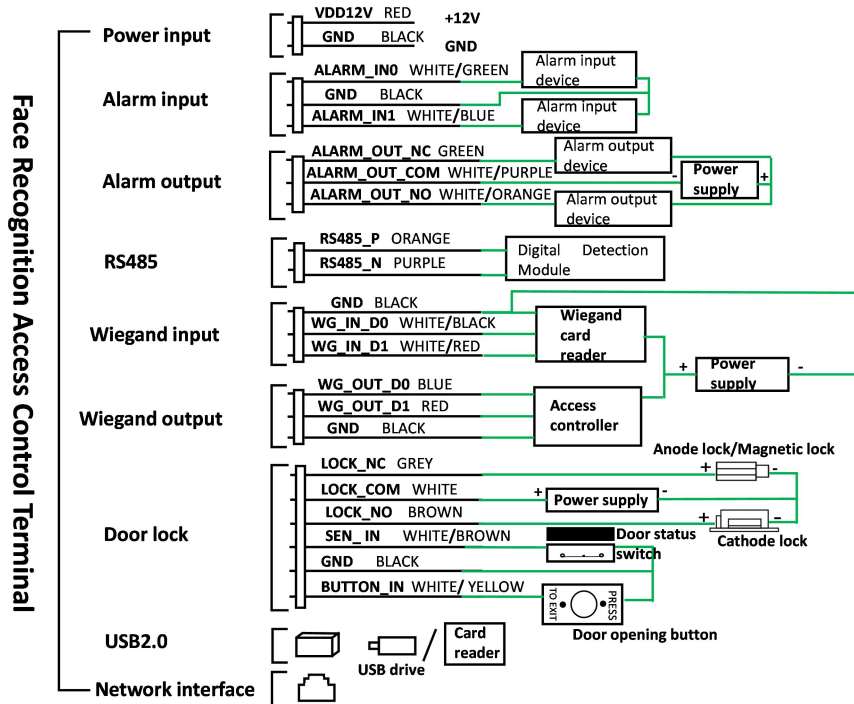 Face Recognition Access Control Terminal
Power input
VDD12V RED
+12V
GND BLACK
GND
Alarm input
ALARM_IN0 WHITE/GREEN
GND BLACK
ALARM_IN1 WHITE/BLUE
Alarm input
device
Alarm input
device
Alarm output
ALARM_OUT_NC GREEN
ALARM_OUT_COM WHITE/PURPLE
ALARM_OUT_NO WHITE/ORANGE
Alarm output
device
Alarm output
device
- Power
supply +
RS485
RS485_P ORANGE
RS485_N PURPLE
Digital Detection
Module
Wiegand input
GND BLACK
WG_IN_D0 WHITE/BLACK
WG_IN_D1 WHITE/RED
Wiegand
card
reader
+ Power
supply -
Wiegand output
WG_OUT_D0 BLUE
WG_OUT_D1 RED
GND BLACK
Access
controller
Door lock
LOCK_NC GREY
LOCK_COM WHITE
LOCK_NO BROWN
SEN_IN WHITE/BROWN
GND BLACK
BUTTON_IN WHITE/ YELLOW
Anode lock/Magnetic lock
+ -
+ Power supply -
+ -
Cathode lock
Door status
switch
TO EXIT
PRESS
Door opening button
USB2.0
USB drive
/
Card
reader
Network interface